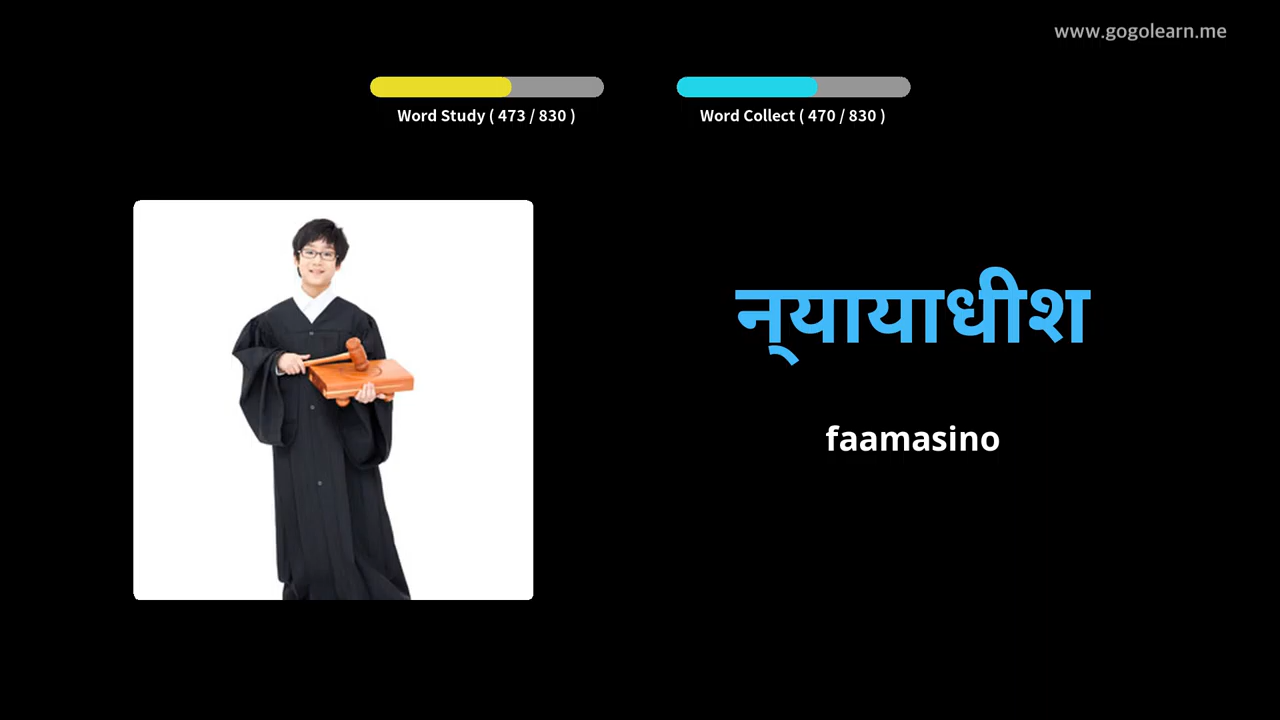 www.gogolearn.me
Word Study ( 473 / 830 )
Word Collect ( 470 / 830 )
न्‍यायाधीश
faamasino